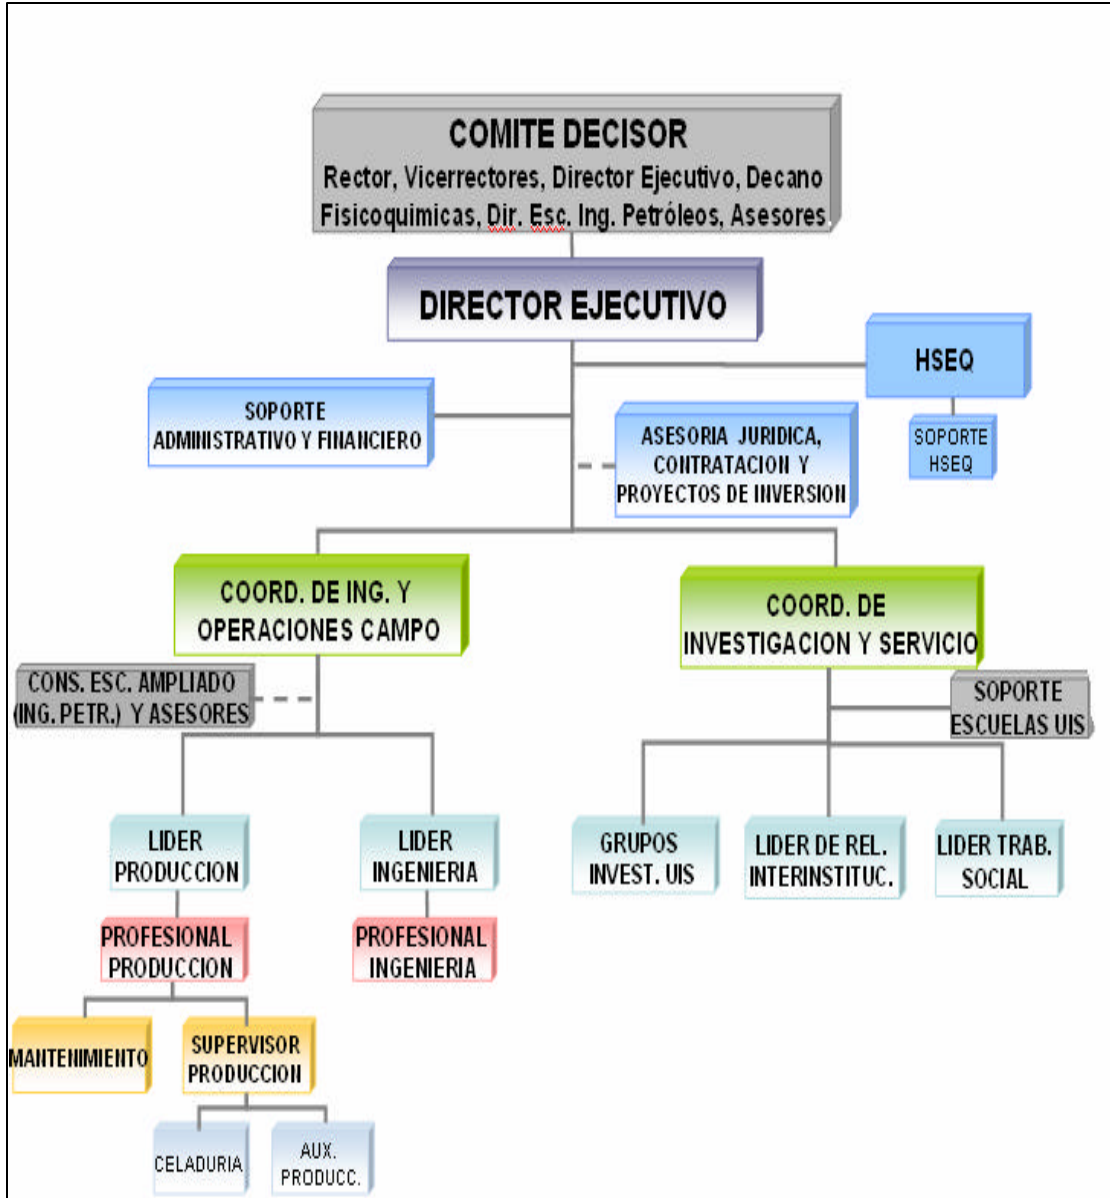 COMITE DECISOR
Rector, Vicerrectores, Director Ejecutivo, Decano
Fisicoquimicas, Dir. Esc. Ing. Petróleos, Asesores.
DIRECTOR EJECUTIVO
HSEQ
SOPORTE
HSEQ
SOPORTE
ADMINISTRATIVO Y FINANCIERO
ASESORIA JURIDICA,
CONTRATACION Y
PROYECTOS DE INVERSION
COORD. DE ING. Y
OPERACIONES CAMPO
COORD. DE
INVESTIGACION Y SERVICIO
CONS. ESC. AMPLIADO
(ING. PETR.) Y ASESORES
SOPORTE
ESCUELAS UIS
LIDER
PRODUCCION
LIDER
INGENIERIA
GRUPOS
INVEST. UIS
LIDER DE REL.
INTERINSTITUC.
LIDER TRAB.
SOCIAL
PROFESIONAL
PRODUCCION
PROFESIONAL
INGENIERIA
MANTENIMIENTO
SUPERVISOR
PRODUCCION
CELADURIA
AUX.
PRODUCC.